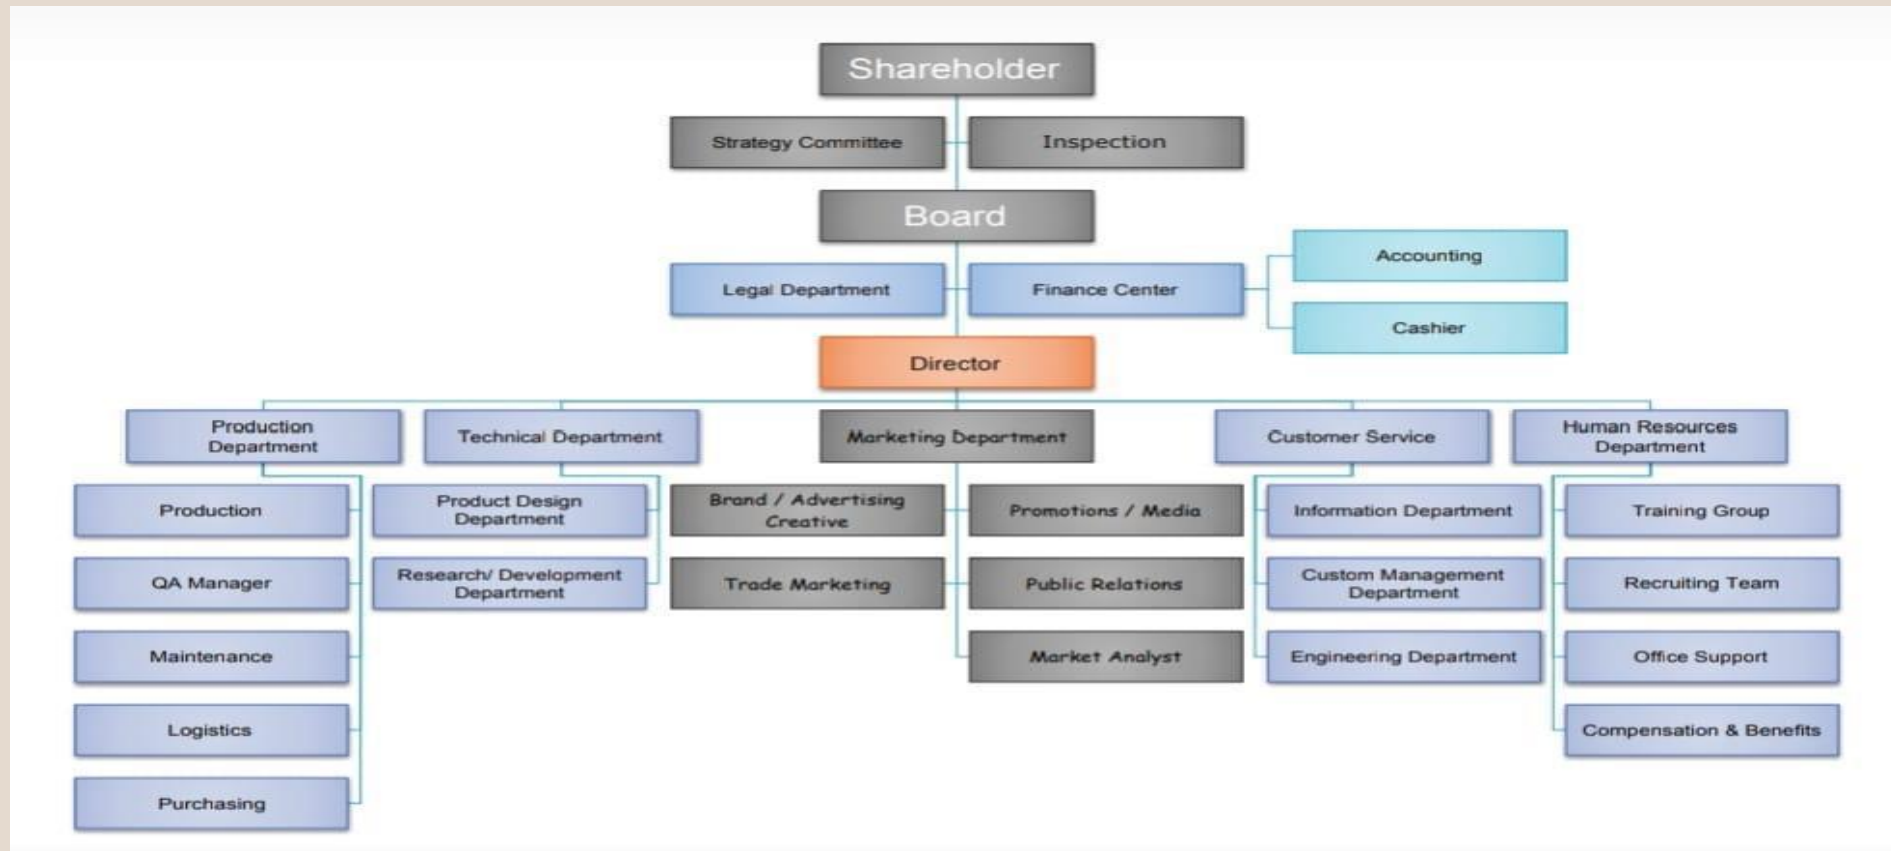 Shareholder
Strategy Committee
Inspection
Board
Legal Department
Finance Center
Accounting
Cashier
Director
Production
Department
Technical Department
Marketing Department
Customer Service
Human Resources
Department
Production
QA Manager
Maintenance
Logistics
Purchasing
Product Design
Department
Research/ Development
Department
Brand / Advertising
Creative
Trade Marketing
Promotions / Media
Public Relations
Market Analyst
Information Department
Custom Management
Department
Engineering Department
Training Group
Recruiting Team
Office Support
Compensation & Benefits